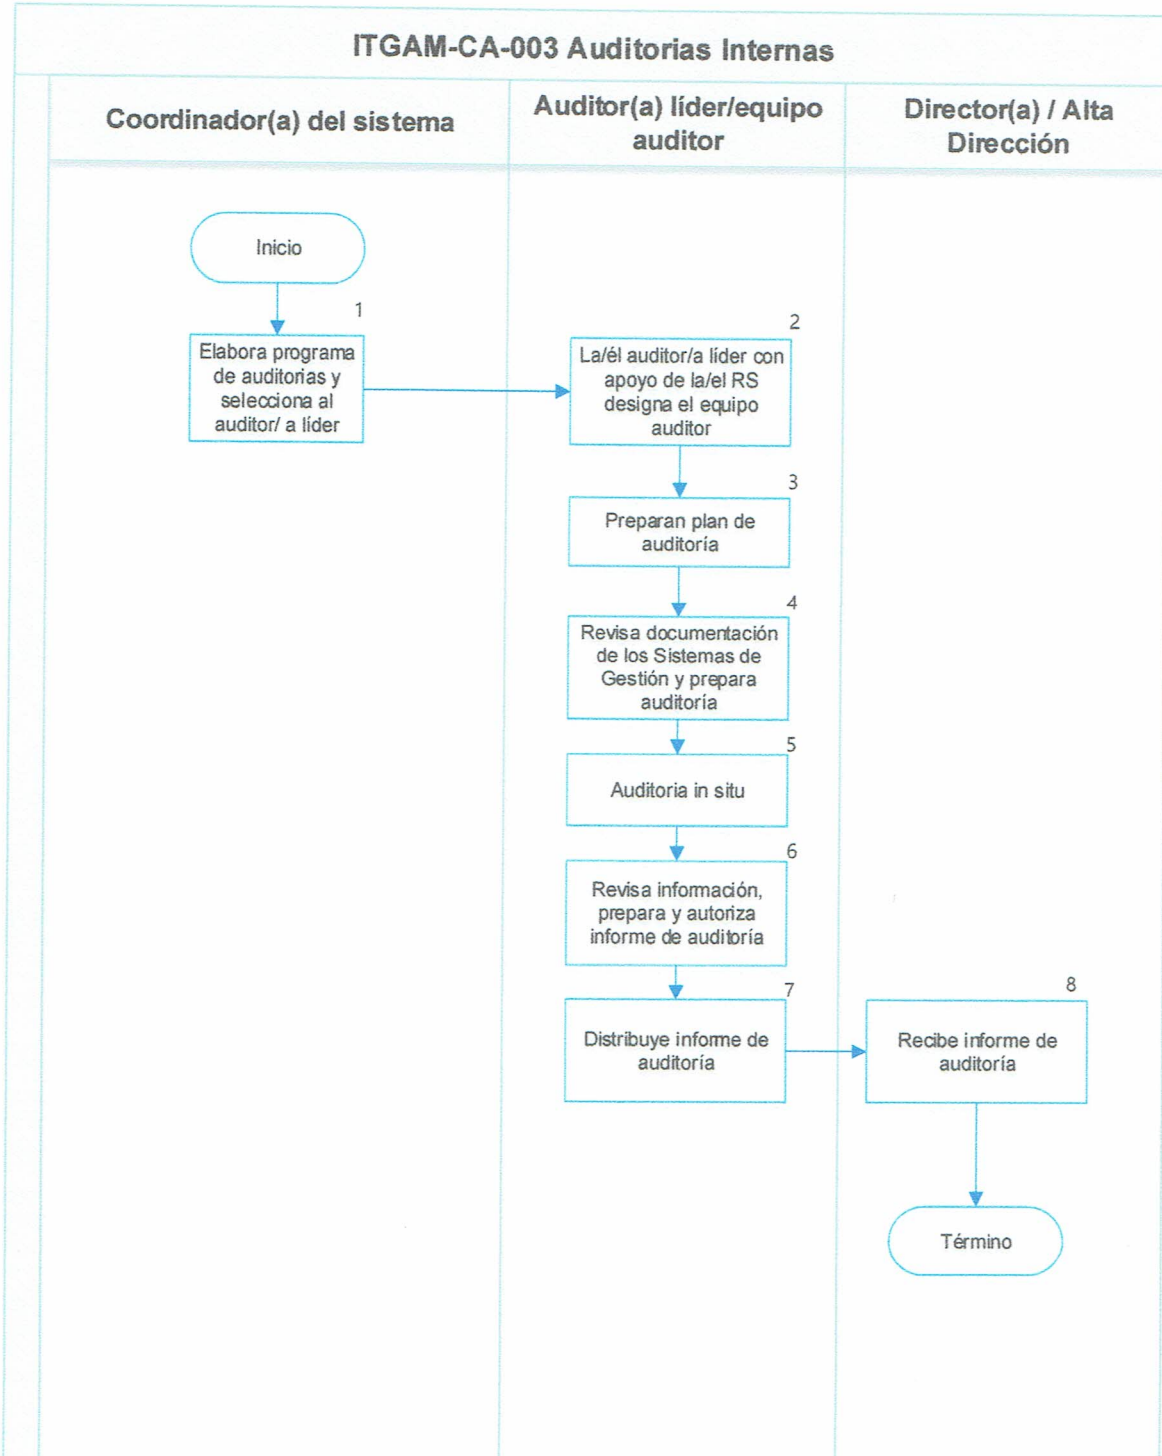 ITGAM-CA-003 Auditorias Internas
Coordinador(a) del sistema
Auditor(a) líder/equipo
auditor
Director(a) / Alta
Dirección
Inicio
1
Elabora programa
de auditorias y
selecciona al
auditor/ a líder
2
La/él auditor/a líder con
apoyo de la/el RS
designa el equipo
auditor
3
Preparan plan de
auditoría
4
Revisa documentación
de los Sistemas de
Gestión y prepara
auditoría
5
Auditoria in situ
6
Revisa información,
prepara y autoriza
informe de auditoría
7
Distribuye informe de
auditoría
8
Recibe informe de
auditoría
Término